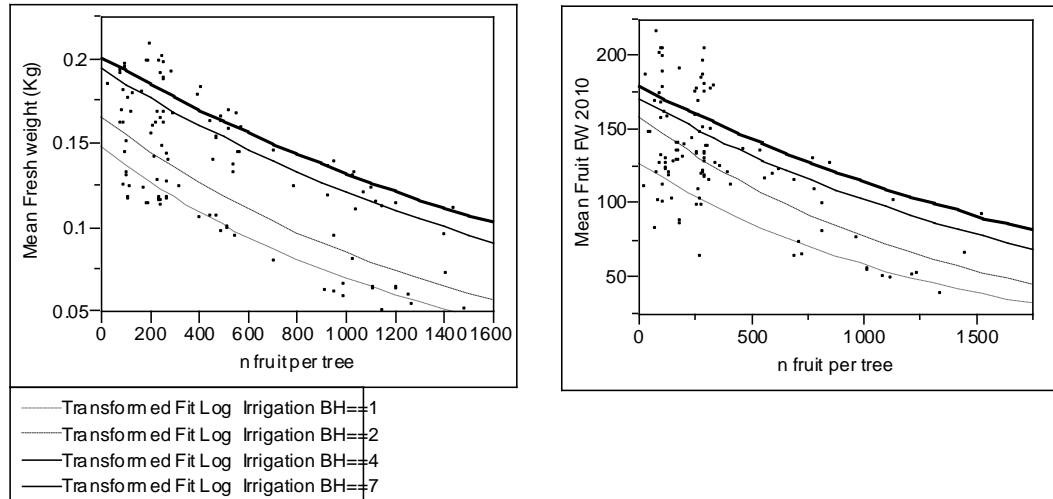 Mean Fresh weight (Kg)
0.2
0.15
0.1
0.05
0 200 400 600 800 1000 1200 1400 1600
n fruit per tree
Mean Fruit FW 2010
200
150
100
50
0 500 1000 1500
n fruit per tree
Transformed Fit Log Irrigation BH==1
Transformed Fit Log Irrigation BH==2
Transformed Fit Log Irrigation BH==4
Transformed Fit Log Irrigation BH==7